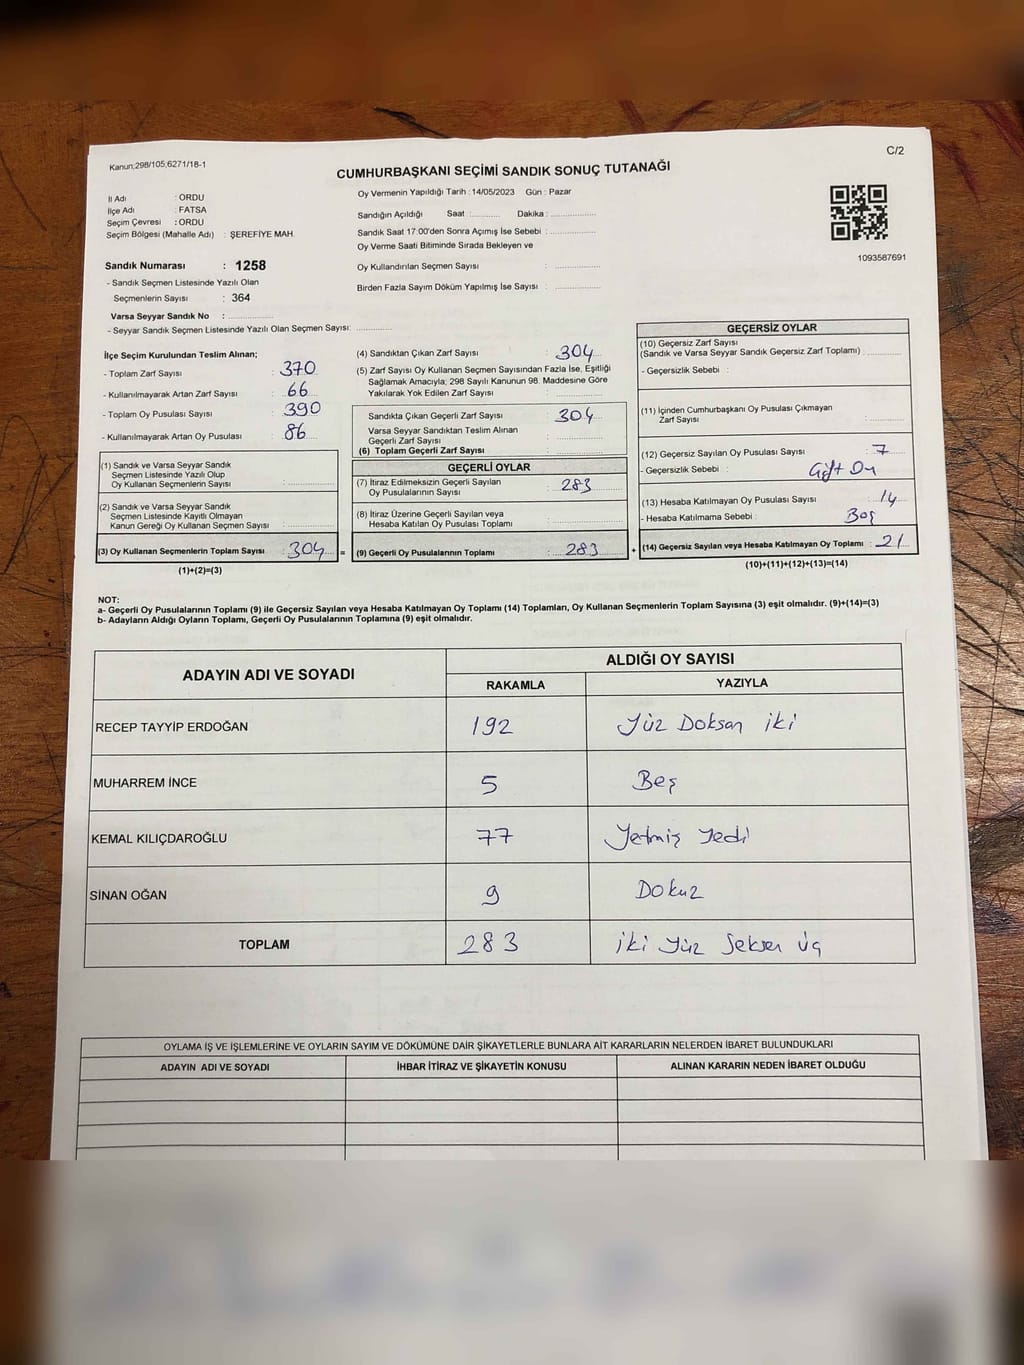 Kanun:298/105;6271/18-1
C/2
CUMHURBAŞKANI SEÇİMİ SANDIK SONUÇ TUTANAĞI
İl Adı : ORDU
İlçe Adı : FATSA
Seçim Çevresi : ORDU
Seçim Bölgesi (Mahalle Adı) : ŞEREFİYE MAH.
Sandık Numarası : 1258
- Sandık Seçmen Listesinde Yazılı Olan
Seçmenlerin Sayısı : 364
Varsa Seyyar Sandık No :
- Seyyar Sandık Seçmen Listesinde Yazılı Olan Seçmen Sayısı:
Oy Vermenin Yapıldığı Tarih : 14/05/2023 Gün : Pazar
Sandığın Açıldığı Saat : Dakika :
Sandık Saat 17:00'den Sonra Açımış İse Sebebi :
Oy Verme Saati Bitiminde Sırada Bekleyen ve
Oy Kullandırılan Seçmen Sayısı :
Birden Fazla Sayım Döküm Yapılmış İse Sayısı :
1093587691
İlçe Seçim Kurulundan Teslim Alınan;
- Toplam Zarf Sayısı : 370
- Kullanılmayarak Artan Zarf Sayısı : 66
- Toplam Oy Pusulası Sayısı : 390
- Kullanılmayarak Artan Oy Pusulası : 86
(1) Sandık ve Varsa Seyyar Sandık
Seçmen Listesinde Yazılı Olup
Oy Kullanan Seçmenlerin Sayısı :
(2) Sandık ve Varsa Seyyar Sandık
Seçmen Listesinde Kayıtlı Olmayan
Kanun Gereği Oy Kullanan Seçmen Sayısı :
(3) Oy Kullanan Seçmenlerin Toplam Sayısı : 304 =
(1)+(2)=(3)
(4) Sandıktan Çıkan Zarf Sayısı : 304
(5) Zarf Sayısı Oy Kullanan Seçmen Sayısından Fazla İse, Eşitliği
Sağlamak Amacıyla; 298 Sayılı Kanunun 98. Maddesine Göre
Yakılarak Yok Edilen Zarf Sayısı :
Sandıkta Çıkan Geçerli Zarf Sayısı : 304
Varsa Seyyar Sandıktan Teslim Alınan
Geçerli Zarf Sayısı :
(6) Toplam Geçerli Zarf Sayısı :
GEÇERLİ OYLAR
(7) İtiraz Edilmeksizin Geçerli Sayılan
Oy Pusulalarının Sayısı : 283
(8) İtiraz Üzerine Geçerli Sayılan veya
Hesaba Katılan Oy Pusulası Toplamı :
(9) Geçerli Oy Pusulalarının Toplamı : 283 +
GEÇERSİZ OYLAR
(10) Geçersiz Zarf Sayısı
(Sandık ve Varsa Seyyar Sandık Geçersiz Zarf Toplamı)
- Geçersizlik Sebebi :
(11) İçinden Cumhurbaşkanı Oy Pusulası Çıkmayan
Zarf Sayısı :
(12) Geçersiz Sayılan Oy Pusulası Sayısı : 7
- Geçersizlik Sebebi :
(13) Hesaba Katılmayan Oy Pusulası Sayısı : 14
- Hesaba Katılmama Sebebi : Boş
(14) Geçersiz Sayılan veya Hesaba Katılmayan Oy Toplamı : 21
(10)+(11)+(12)+(13)=(14)
NOT:
a- Geçerli Oy Pusulalarının Toplamı (9) ile Geçersiz Sayılan veya Hesaba Katılmayan Oy Toplamı (14) Toplamları, Oy Kullanan Seçmenlerin Toplam Sayısına (3) eşit olmalıdır. (9)+(14)=(3)
b- Adayların Aldığı Oyların Toplamı, Geçerli Oy Pusulalarının Toplamına (9) eşit olmalıdır.
ADAYIN ADI VE SOYADI
ALDIĞI OY SAYISI
RAKAMLA YAZIYLA
RECEP TAYYİP ERDOĞAN 192 Yüz Doksan iki
MUHARREM İNCE 5 Beş
KEMAL KILIÇDAROĞLU 77 Yetmiş Yedi
SİNAN OĞAN 9 Dokuz
TOPLAM 283 iki Yüz Seksen üç
OYLAMA İŞ VE İŞLEMLERİNE VE OYLARIN SAYIM VE DÖKÜMÜNE DAİR ŞİKAYETLERLE BUNLARA AİT KARARLARIN NELERDEN İBARET BULUNDUKLARI
ADAYIN ADI VE SOYADI İHBAR İTİRAZ VE ŞİKAYETİN KONUSU ALINAN KARARIN NEDEN İBARET OLDUĞU